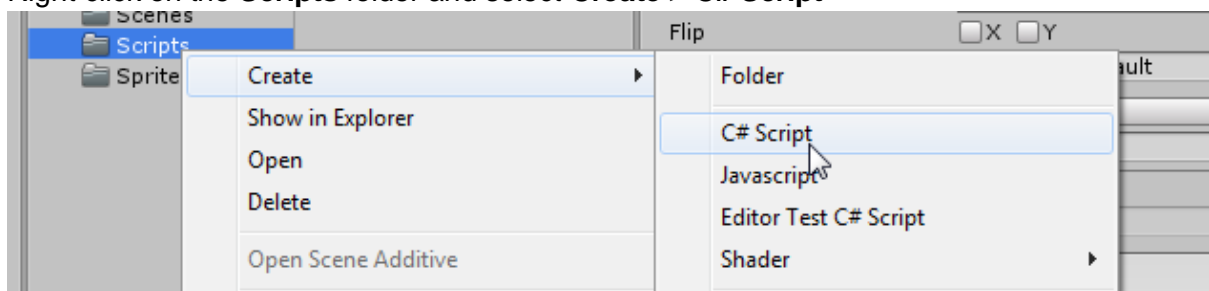 Right-click on the Scripts folder and select Create > C# Script
Scenes
Flip X Y
Scripts
Sprite Create Folder ault
Show in Explorer
C# Script
Open
Javascript
Delete
Editor Test C# Script
Open Scene Additive Shader